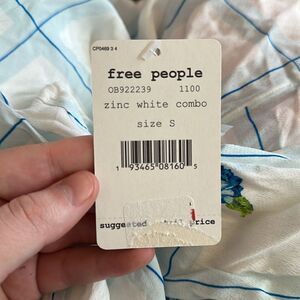 CP0469 3 4
free people
OB922239 1100
zinc white combo
size S
1 93465 08160 5
suggested price